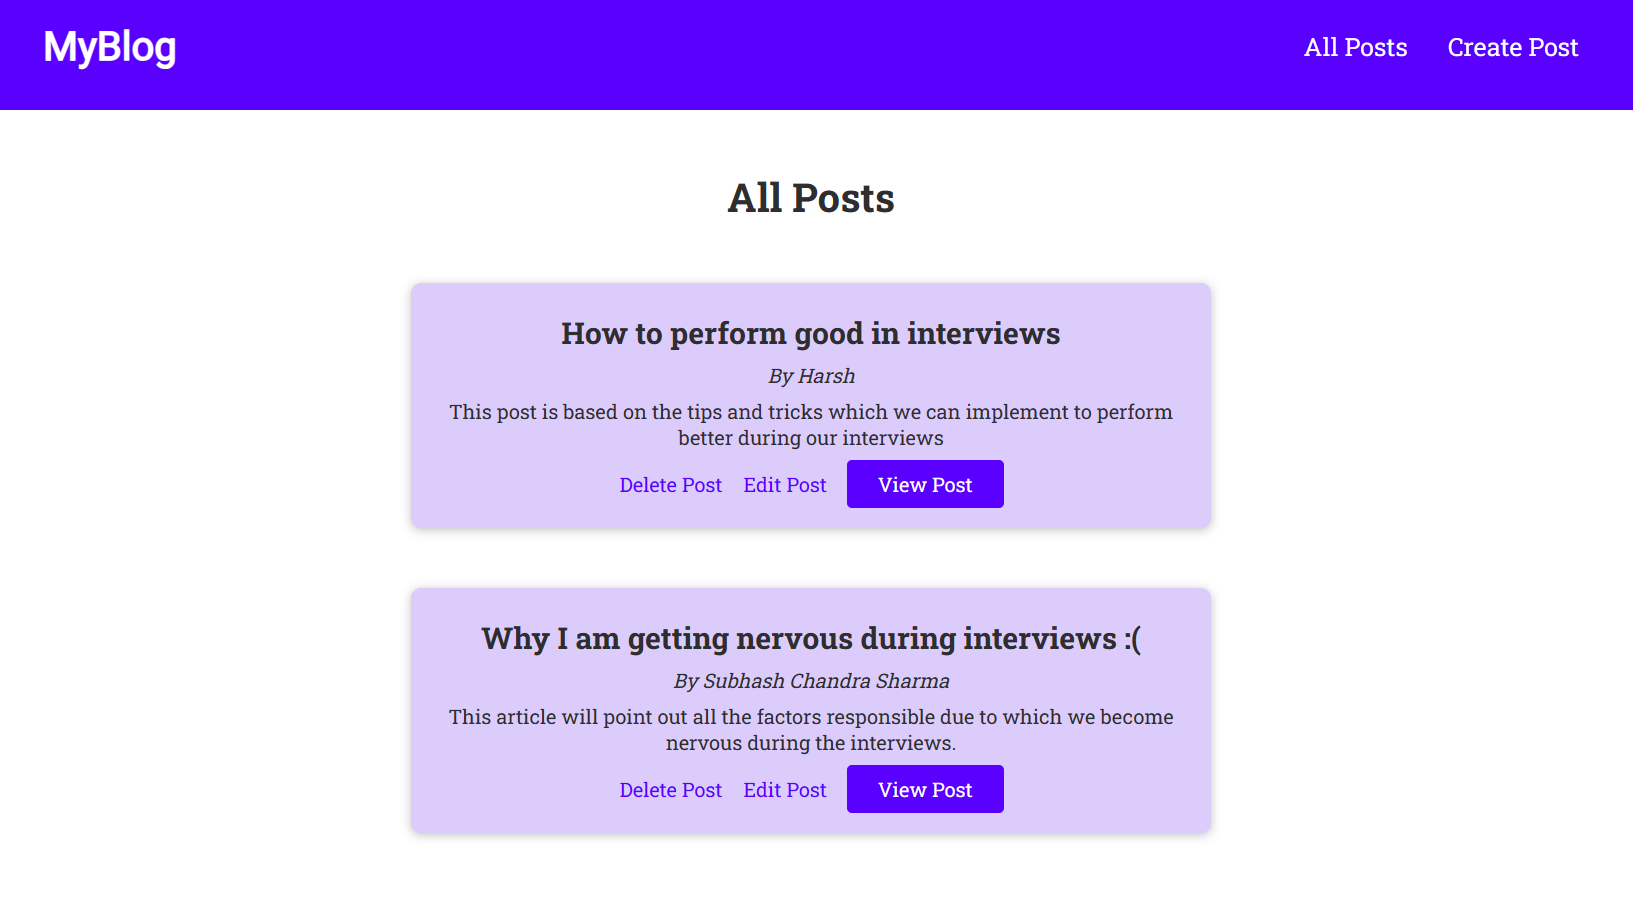 MyBlog
All Posts
Create Post
All Posts
How to perform good in interviews
By Harsh
This post is based on the tips and tricks which we can implement to perform
better during our interviews
Delete Post
Edit Post
View Post
Why I am getting nervous during interviews :(
By Subhash Chandra Sharma
This article will point out all the factors responsible due to which we become
nervous during the interviews.
Delete Post
Edit Post
View Post